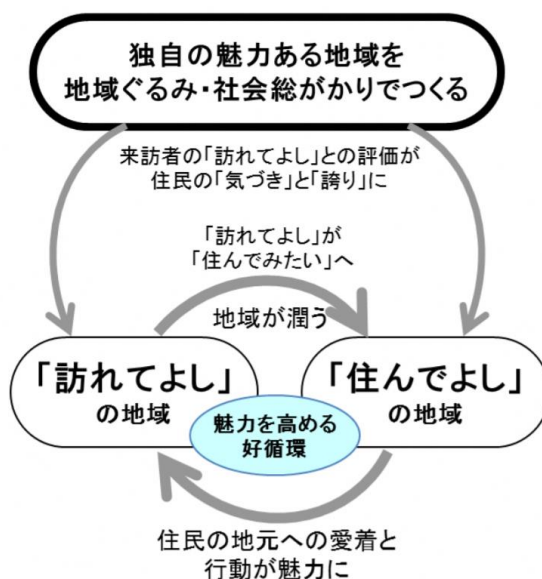 独自の魅力ある地域を
地域ぐるみ・社会総がかりでつくる
来訪者の「訪れてよし」との評価が
住民の「気づき」と「誇り」に
「訪れてよし」が
「住んでみたい」へ
地域が潤う
「訪れてよし」
の地域
「住んでよし」
の地域
魅力を高める
好循環
住民の地元への愛着と
行動が魅力に